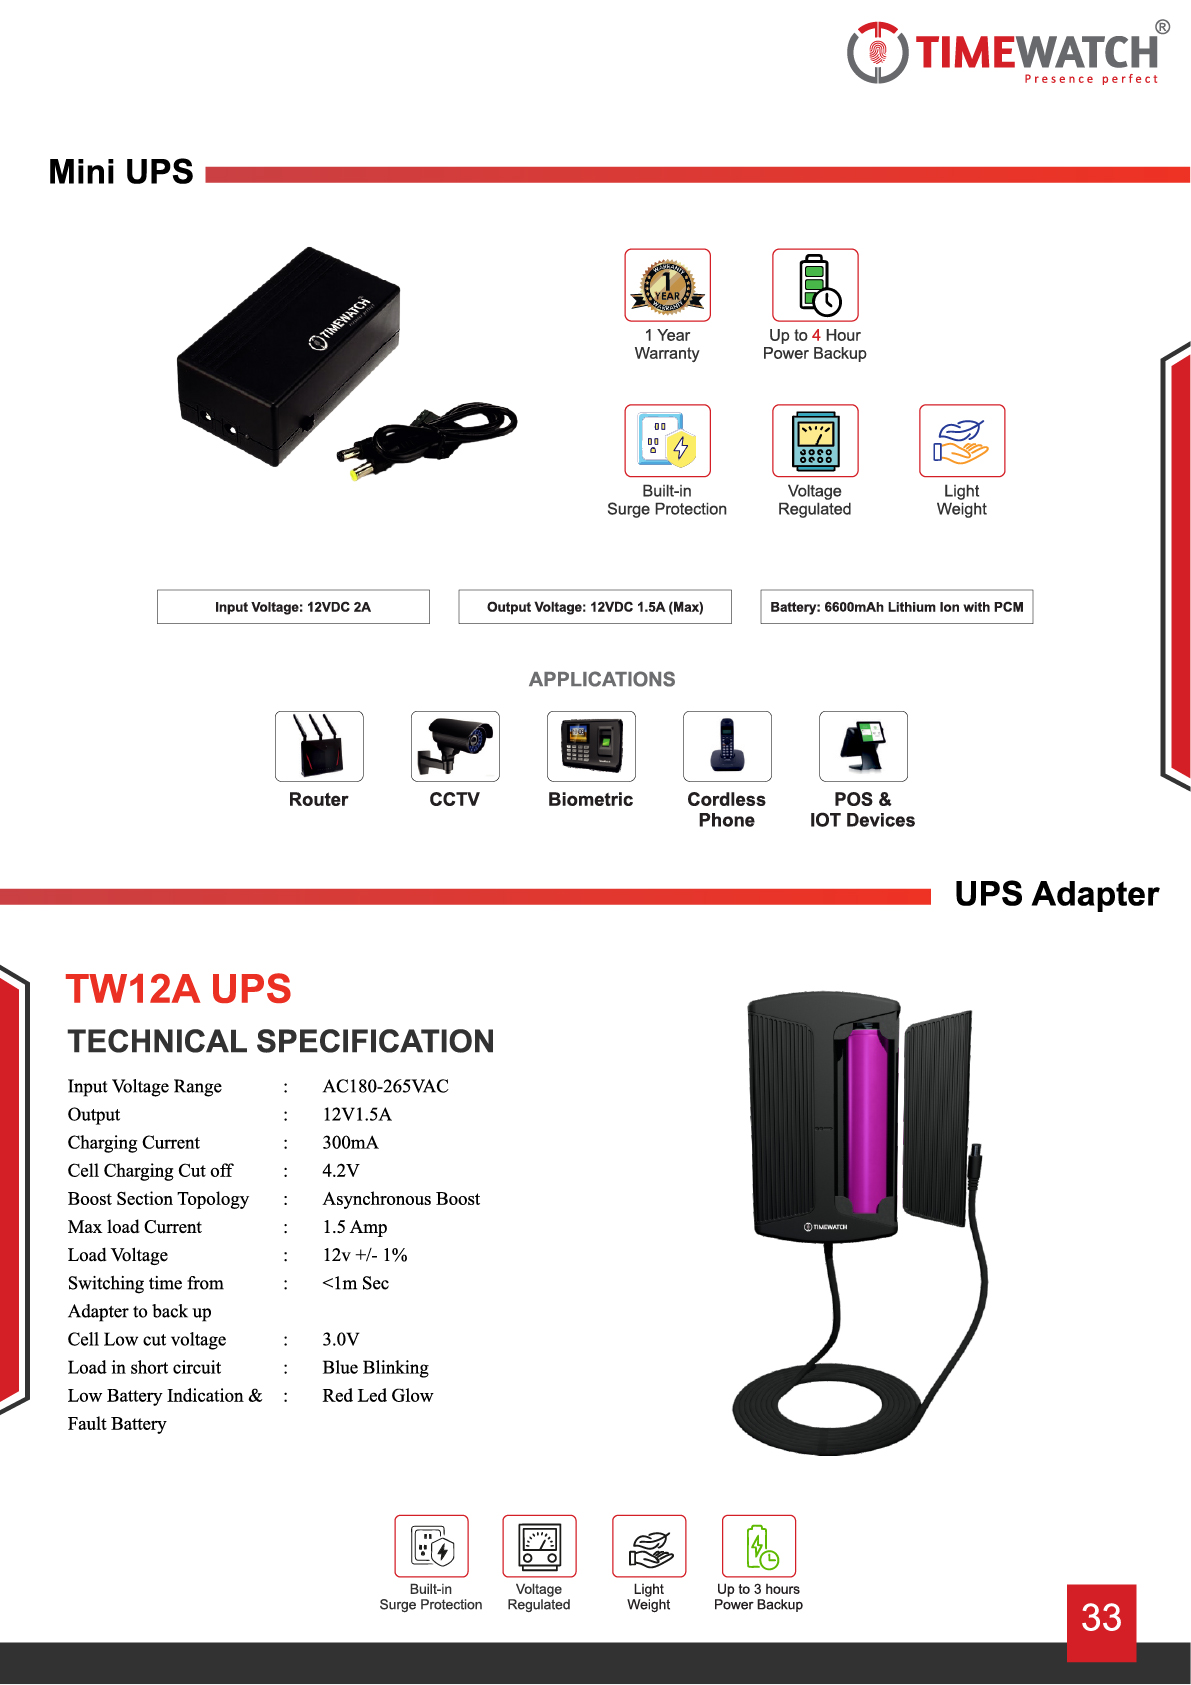 TIMEWATCH®
Presence perfect
Mini UPS
TIMEWATCH
WARRANTY
1
YEAR
WARRANTY
1 Year
Warranty
Up to 4 Hour
Power Backup
Built-in
Surge Protection
Voltage
Regulated
Light
Weight
Input Voltage: 12VDC 2A
Output Voltage: 12VDC 1.5A (Max)
Battery: 6600mAh Lithium Ion with PCM
APPLICATIONS
Router
CCTV
Biometric
Cordless
Phone
POS &
IOT Devices
UPS Adapter
TW12A UPS
TECHNICAL SPECIFICATION
Input Voltage Range : AC180-265VAC
Output : 12V1.5A
Charging Current : 300mA
Cell Charging Cut off : 4.2V
Boost Section Topology : Asynchronous Boost
Max load Current : 1.5 Amp
Load Voltage : 12v +/- 1%
Switching time from : <1m Sec
Adapter to back up
Cell Low cut voltage : 3.0V
Load in short circuit : Blue Blinking
Low Battery Indication & : Red Led Glow
Fault Battery
TIMEWATCH
Built-in
Surge Protection
Voltage
Regulated
Light
Weight
Up to 3 hours
Power Backup
33